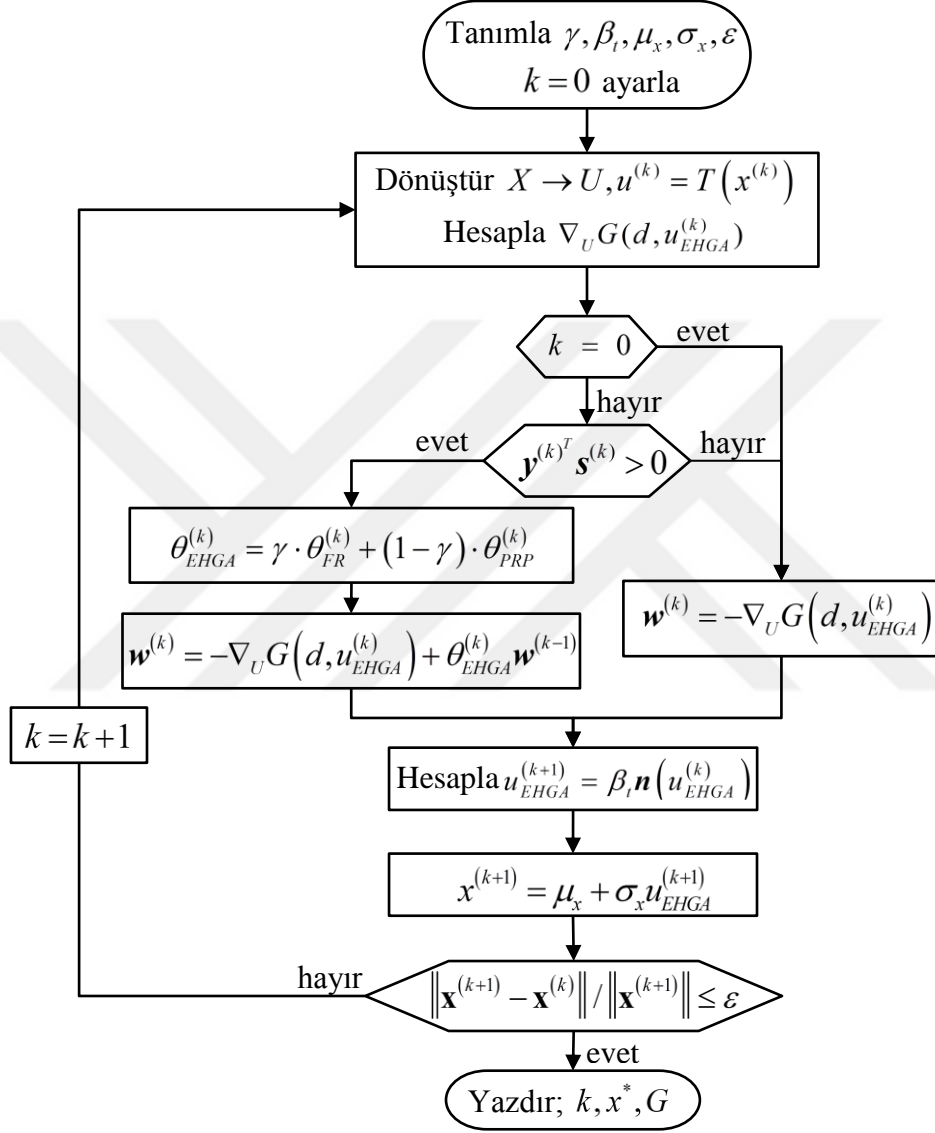 Tanımla γ, β_t, μ_x, σ_x, ε
k = 0 ayarla
Dönüştür X → U, u^(k) = T(x^(k))
Hesapla ∇_U G(d, u_EHGA^(k))
k = 0
evet
hayır
evet
y^(k)^T s^(k) > 0
hayır
θ_EHGA^(k) = γ · θ_FR^(k) + (1 − γ) · θ_PRP^(k)
w^(k) = −∇_U G(d, u_EHGA^(k)) + θ_EHGA^(k) w^(k−1)
w^(k) = −∇_U G(d, u_EHGA^(k))
k = k + 1
Hesapla u_EHGA^(k+1) = β_t n(u_EHGA^(k))
x^(k+1) = μ_x + σ_x u_EHGA^(k+1)
hayır
‖x^(k+1) − x^(k)‖ / ‖x^(k+1)‖ ≤ ε
evet
Yazdır; k, x^*, G